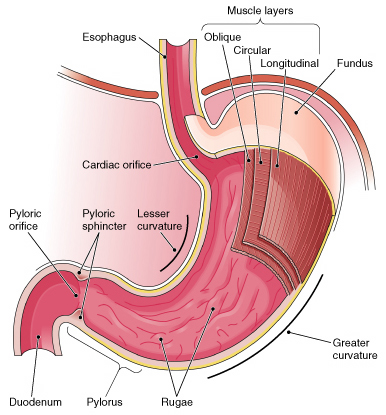 Muscle layers
Esophagus
Oblique
Circular
Longitudinal
Fundus
Cardiac orifice
Pyloric
orifice
Pyloric
sphincter
Lesser
curvature
Greater
curvature
Duodenum
Pylorus
Rugae